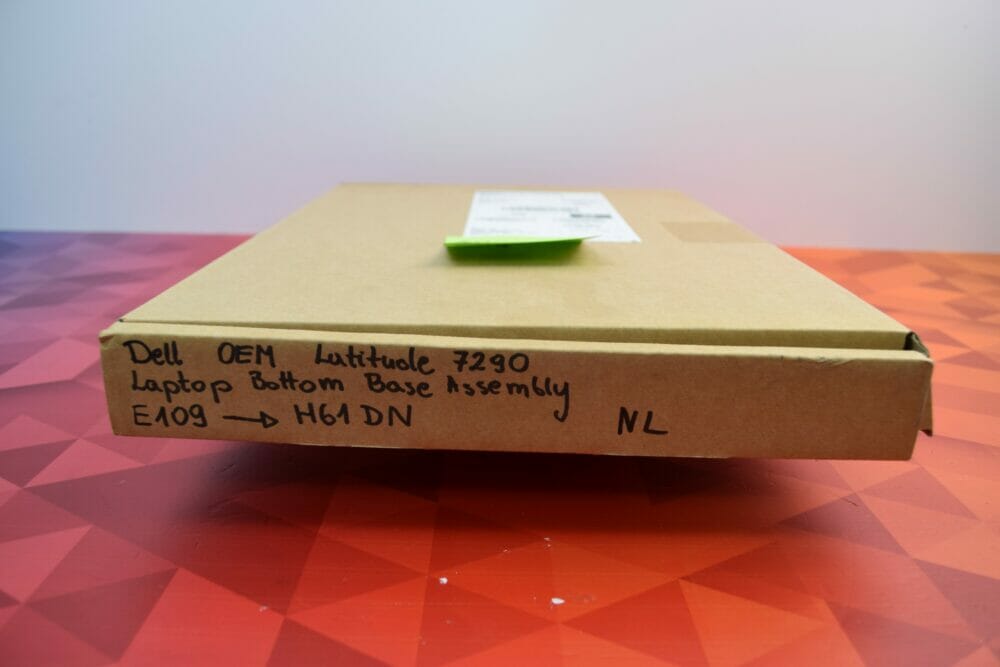 Dell OEM Latitude 7290
Laptop Bottom Base Assembly
E109 → H61DN NL